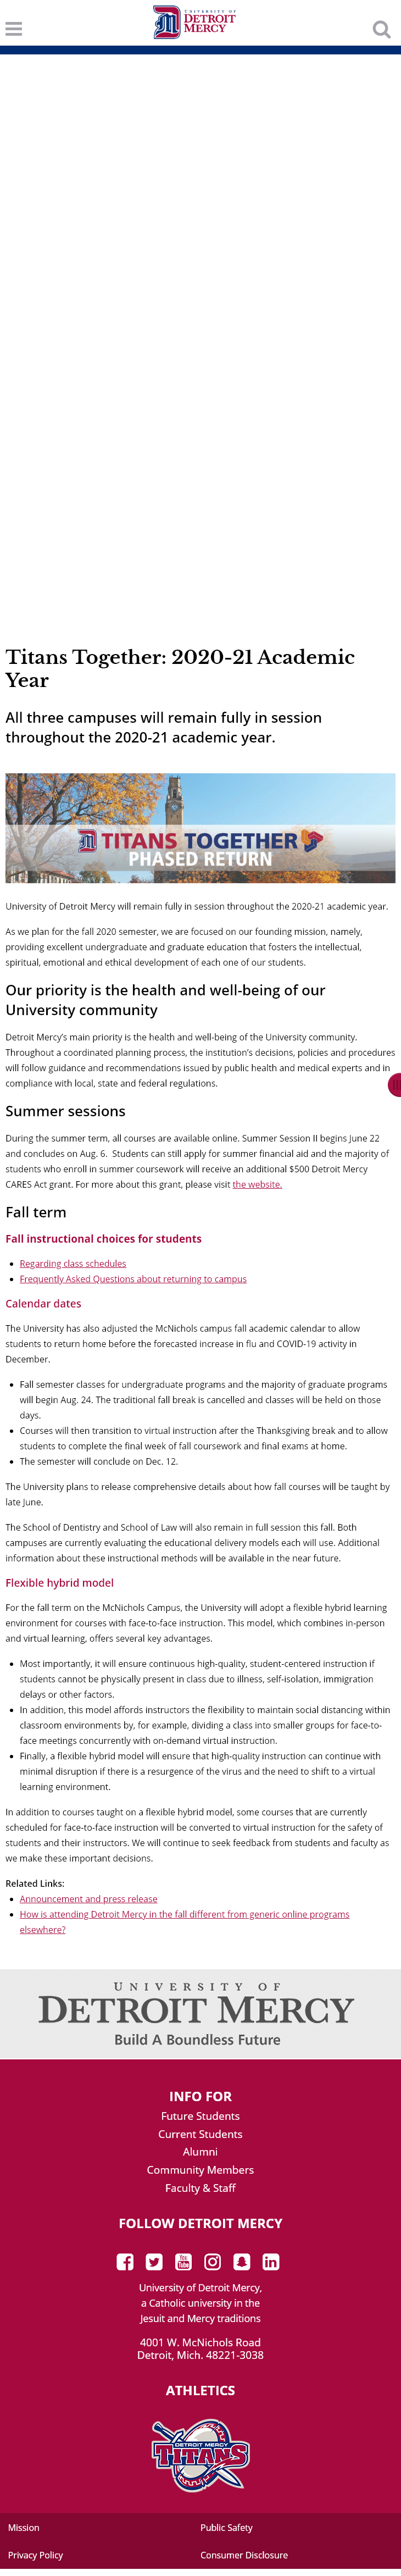 UNIVERSITY OF
DETROIT
MERCY
Titans Together: 2020-21 Academic
Year
All three campuses will remain fully in session
throughout the 2020-21 academic year.
TITANS TOGETHER
PHASED RETURN
University of Detroit Mercy will remain fully in session throughout the 2020-21 academic year.
As we plan for the fall 2020 semester, we are focused on our founding mission, namely,
providing excellent undergraduate and graduate education that fosters the intellectual,
spiritual, emotional and ethical development of each one of our students.
Our priority is the health and well-being of our
University community
Detroit Mercy's main priority is the health and well-being of the University community.
Throughout a coordinated planning process, the institution's decisions, policies and procedures
will follow guidance and recommendations issued by public health and medical experts and in
compliance with local, state and federal regulations.
Summer sessions
During the summer term, all courses are available online. Summer Session II begins June 22
and concludes on Aug. 6. Students can still apply for summer financial aid and the majority of
students who enroll in summer coursework will receive an additional $500 Detroit Mercy
CARES Act grant. For more about this grant, please visit the website.
Fall term
Fall instructional choices for students
Regarding class schedules
Frequently Asked Questions about returning to campus
Calendar dates
The University has also adjusted the McNichols campus fall academic calendar to allow
students to return home before the forecasted increase in flu and COVID-19 activity in
December.
Fall semester classes for undergraduate programs and the majority of graduate programs
will begin Aug. 24. The traditional fall break is cancelled and classes will be held on those
days.
Courses will then transition to virtual instruction after the Thanksgiving break and to allow
students to complete the final week of fall coursework and final exams at home.
The semester will conclude on Dec. 12.
The University plans to release comprehensive details about how fall courses will be taught by
late June.
The School of Dentistry and School of Law will also remain in full session this fall. Both
campuses are currently evaluating the educational delivery models each will use. Additional
information about these instructional methods will be available in the near future.
Flexible hybrid model
For the fall term on the McNichols Campus, the University will adopt a flexible hybrid learning
environment for courses with face-to-face instruction. This model, which combines in-person
and virtual learning, offers several key advantages.
Most importantly, it will ensure continuous high-quality, student-centered instruction if
students cannot be physically present in class due to illness, self-isolation, immigration
delays or other factors.
In addition, this model affords instructors the flexibility to maintain social distancing within
classroom environments by, for example, dividing a class into smaller groups for face-to-
face meetings concurrently with on-demand virtual instruction.
Finally, a flexible hybrid model will ensure that high-quality instruction can continue with
minimal disruption if there is a resurgence of the virus and the need to shift to a virtual
learning environment.
In addition to courses taught on a flexible hybrid model, some courses that are currently
scheduled for face-to-face instruction will be converted to virtual instruction for the safety of
students and their instructors. We will continue to seek feedback from students and faculty as
we make these important decisions.
Related Links:
Announcement and press release
How is attending Detroit Mercy in the fall different from generic online programs
elsewhere?
UNIVERSITY OF
DETROIT MERCY
Build A Boundless Future
INFO FOR
Future Students
Current Students
Alumni
Community Members
Faculty & Staff
FOLLOW DETROIT MERCY
You
Tube
University of Detroit Mercy,
a Catholic university in the
Jesuit and Mercy traditions
4001 W. McNichols Road
Detroit, Mich. 48221-3038
ATHLETICS
DETROIT MERCY
TITANS
Mission
Public Safety
Privacy Policy
Consumer Disclosure